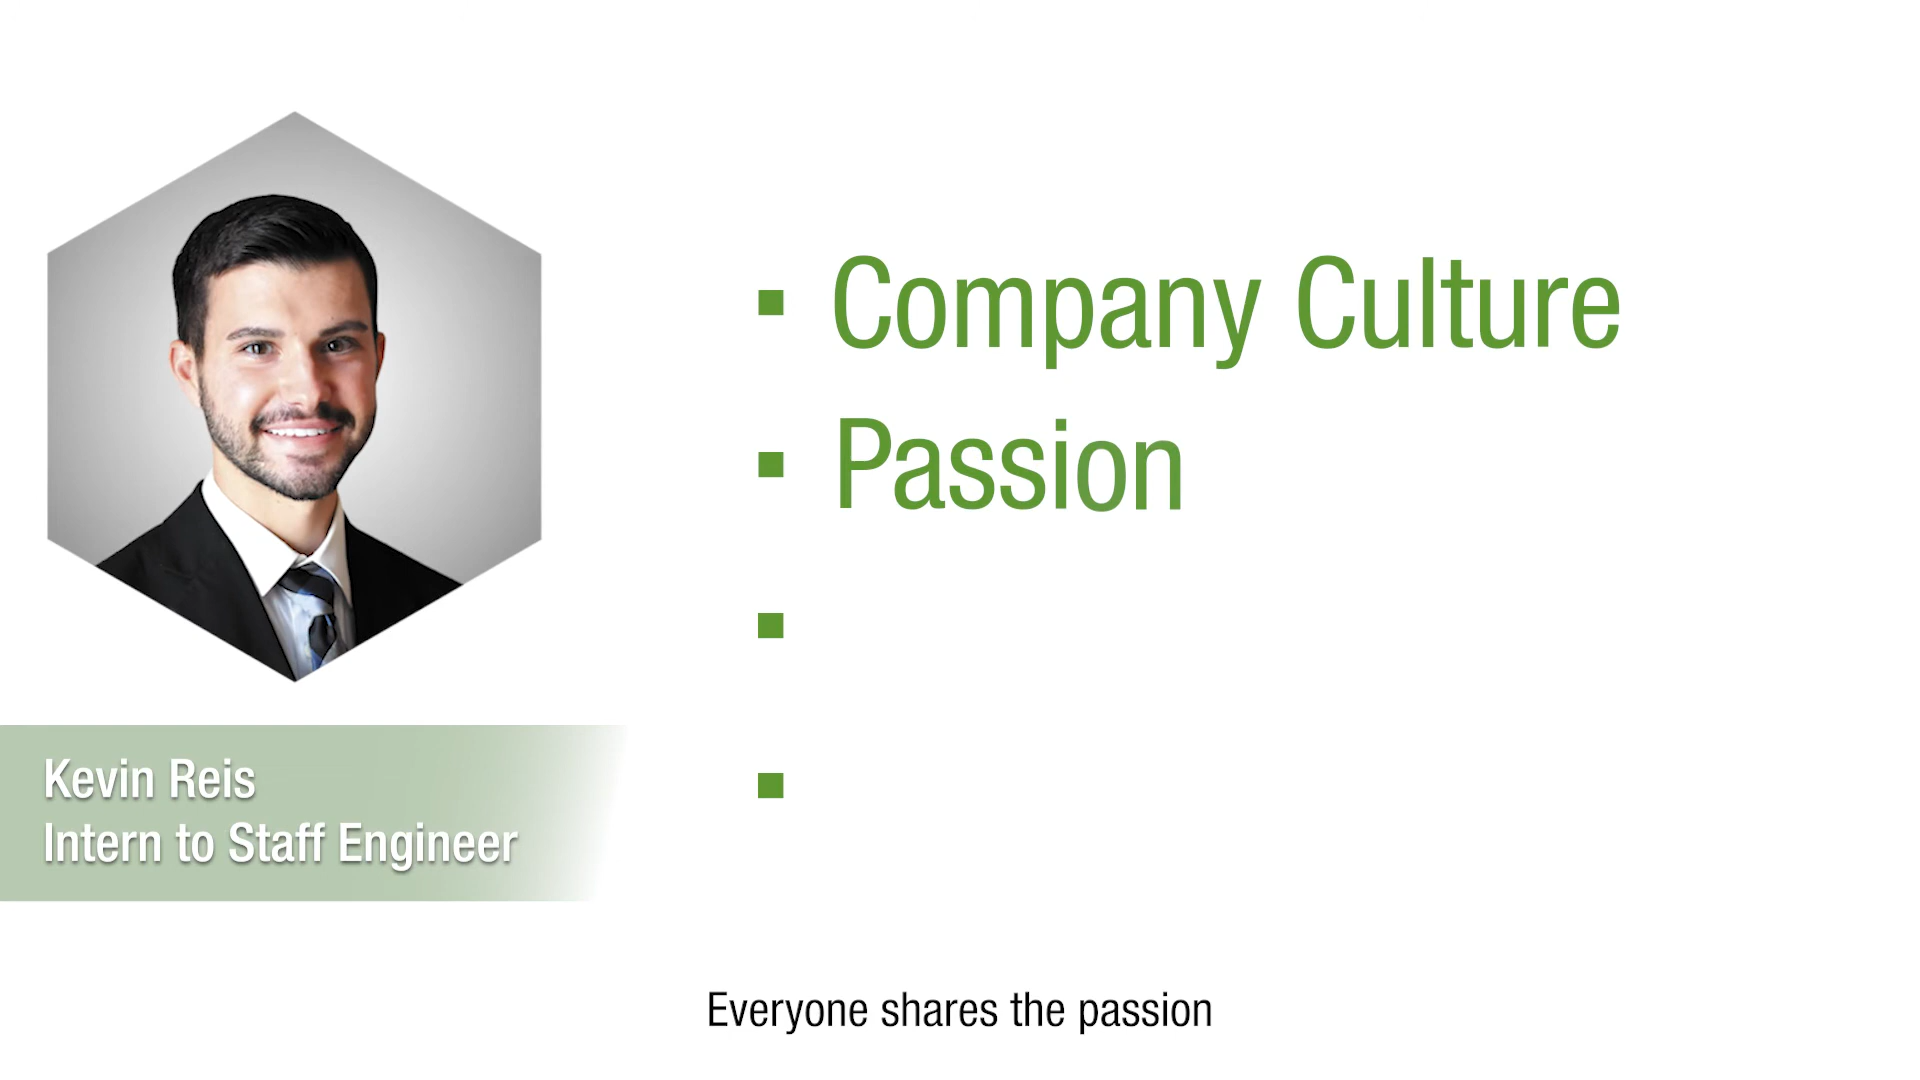 Company Culture
Passion
Kevin Reis
Intern to Staff Engineer
Everyone shares the passion